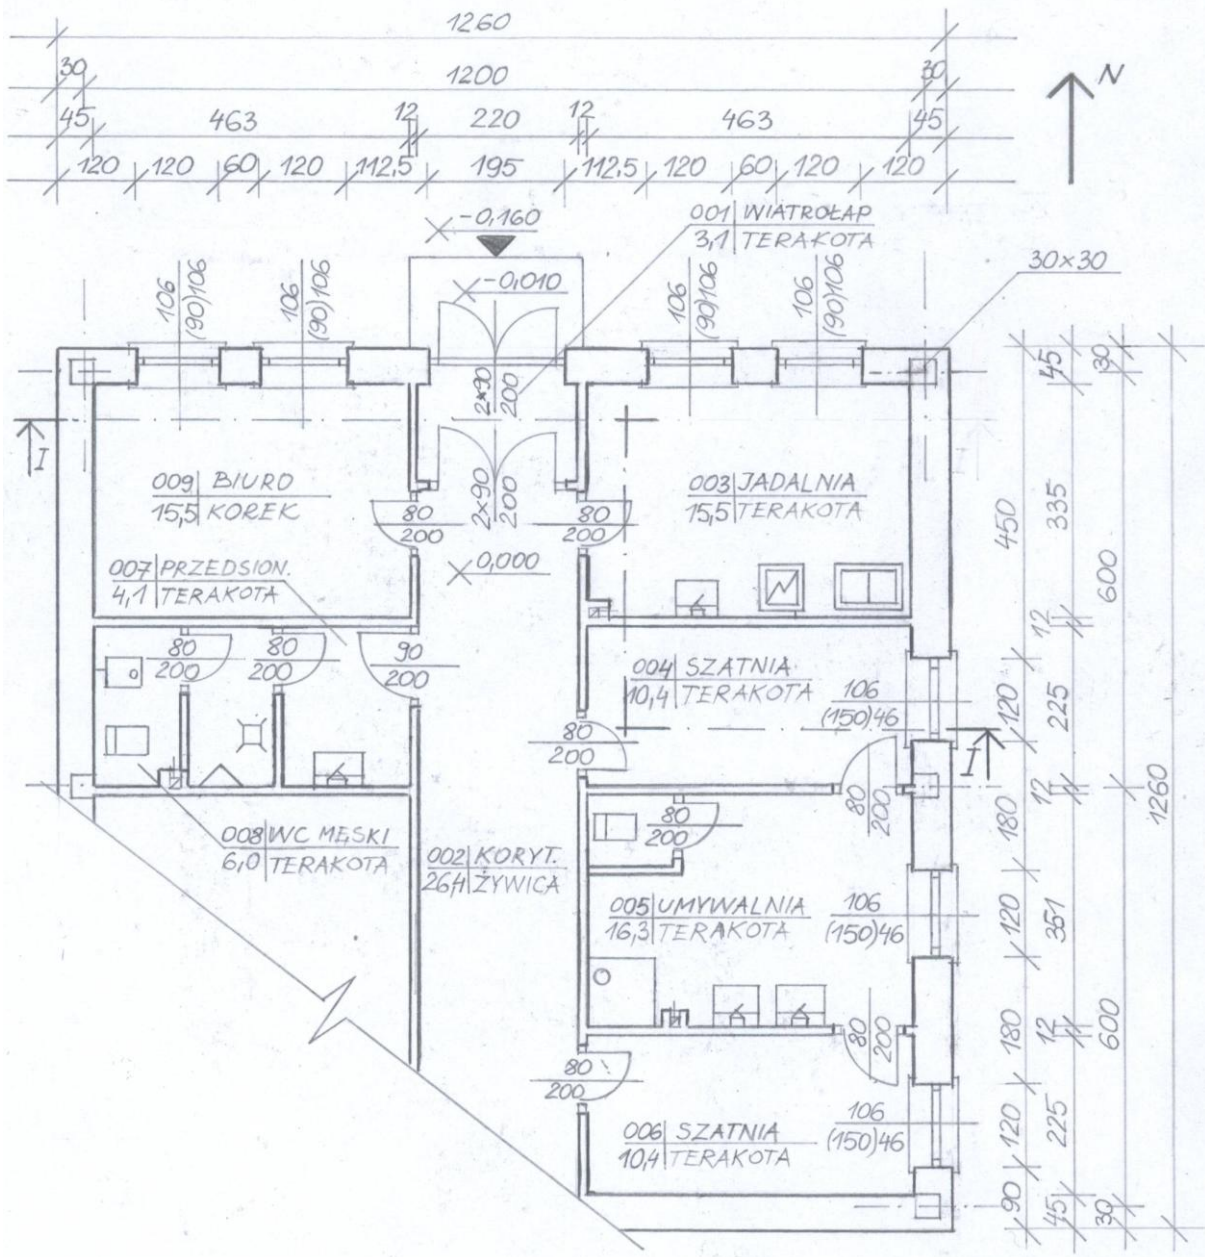 1260
30 1200 30
45 463 12 220 12 463 45
120 120 60 120 112,5 195 112,5 120 60 120 120
N
-0,160
001 WIATROŁAP
3,1 TERAKOTA
-0,010
30×30
106
(90)106
106
(90)106
106
(90)106
106
(90)106
2×90
200
I
009 BIURO
15,5 KOREK
2×90
200
003 JADALNIA
15,5 TERAKOTA
80
200
80
200
0,000
007 PRZEDSION.
4,1 TERAKOTA
80
200
80
200
90
200
004 SZATNIA
10,4 TERAKOTA
106
(150)46
80
200
I
80
200
80
200
008 WC MĘSKI
6,0 TERAKOTA
002 KORYT.
26,4 ŻYWICA
005 UMYWALNIA
16,3 TERAKOTA
106
(150)46
80
200
80
200
006 SZATNIA
10,4 TERAKOTA
106
(150)46
450 120 180 120 180 120 90
45 335 12 225 12 351 12 225 45
30 600 600 30
1260